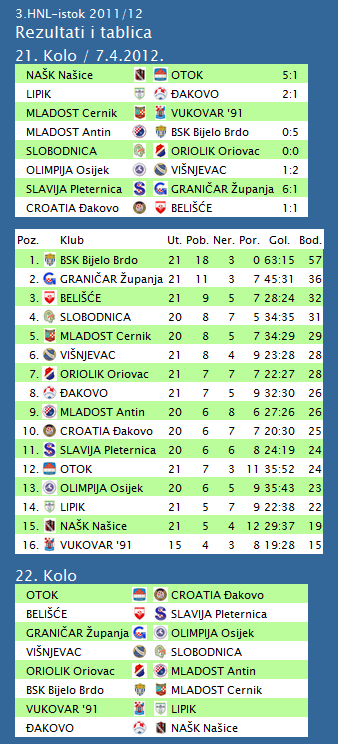 3.HNL-istok 2011/12
Rezultati i tablica
21. Kolo / 7.4.2012.
NAŠK Našice OTOK 5:1
LIPIK ĐAKOVO 2:1
MLADOST Cernik VUKOVAR '91
MLADOST Antin BSK Bijelo Brdo 0:5
SLOBODNICA ORIOLIK Oriovac 0:0
OLIMPIJA Osijek VIŠNJEVAC 1:2
SLAVIJA Pleternica GRANIČAR Županja 6:1
CROATIA Đakovo BELIŠĆE 1:1
Poz. Klub Ut. Pob. Ner. Por. Gol. Bod.
1. BSK Bijelo Brdo 21 18 3 0 63:15 57
2. GRANIČAR Županja 21 11 3 7 45:31 36
3. BELIŠĆE 21 9 5 7 28:24 32
4. SLOBODNICA 20 8 7 5 34:35 31
5. MLADOST Cernik 20 8 5 7 34:29 29
6. VIŠNJEVAC 21 8 4 9 23:28 28
7. ORIOLIK Oriovac 21 7 7 7 22:27 28
8. ĐAKOVO 21 7 5 9 32:30 26
9. MLADOST Antin 20 6 8 6 27:26 26
10. CROATIA Đakovo 20 6 7 7 20:30 25
11. SLAVIJA Pleternica 20 6 6 8 24:19 24
12. OTOK 21 7 3 11 35:52 24
13. OLIMPIJA Osijek 20 6 5 9 35:43 23
14. LIPIK 21 5 7 9 22:38 22
15. NAŠK Našice 21 5 4 12 29:37 19
16. VUKOVAR '91 15 4 3 8 19:28 15
22. Kolo
OTOK CROATIA Đakovo
BELIŠĆE SLAVIJA Pleternica
GRANIČAR Županja OLIMPIJA Osijek
VIŠNJEVAC SLOBODNICA
ORIOLIK Oriovac MLADOST Antin
BSK Bijelo Brdo MLADOST Cernik
VUKOVAR '91 LIPIK
ĐAKOVO NAŠK Našice